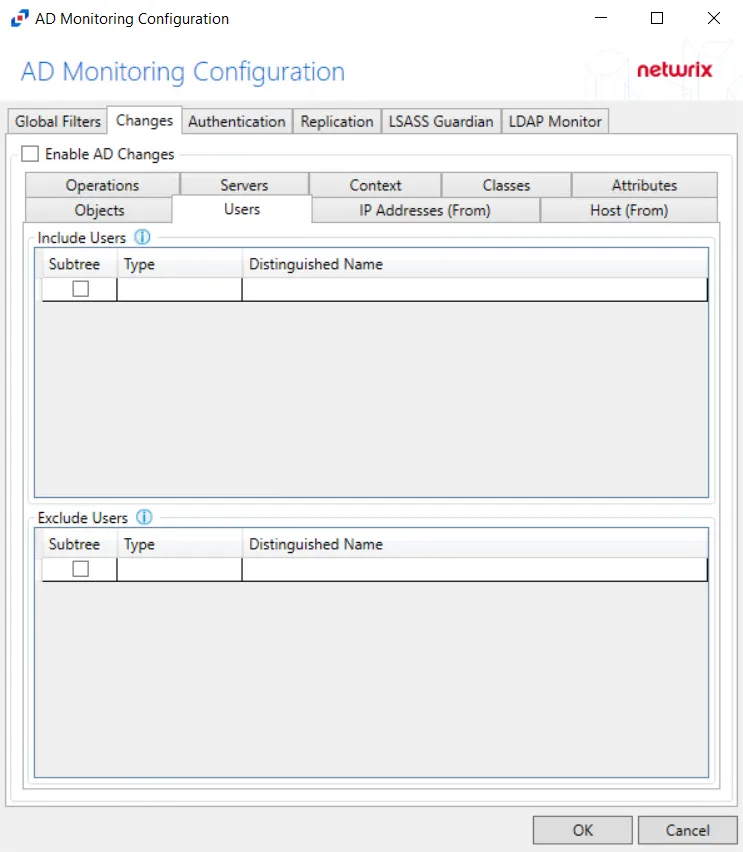 AD Monitoring Configuration
AD Monitoring Configuration netwrix
Global Filters Changes Authentication Replication LSASS Guardian LDAP Monitor
Enable AD Changes
Operations Servers Context Classes Attributes
Objects Users IP Addresses (From) Host (From)
Include Users
Subtree Type Distinguished Name
Exclude Users
Subtree Type Distinguished Name
OK Cancel